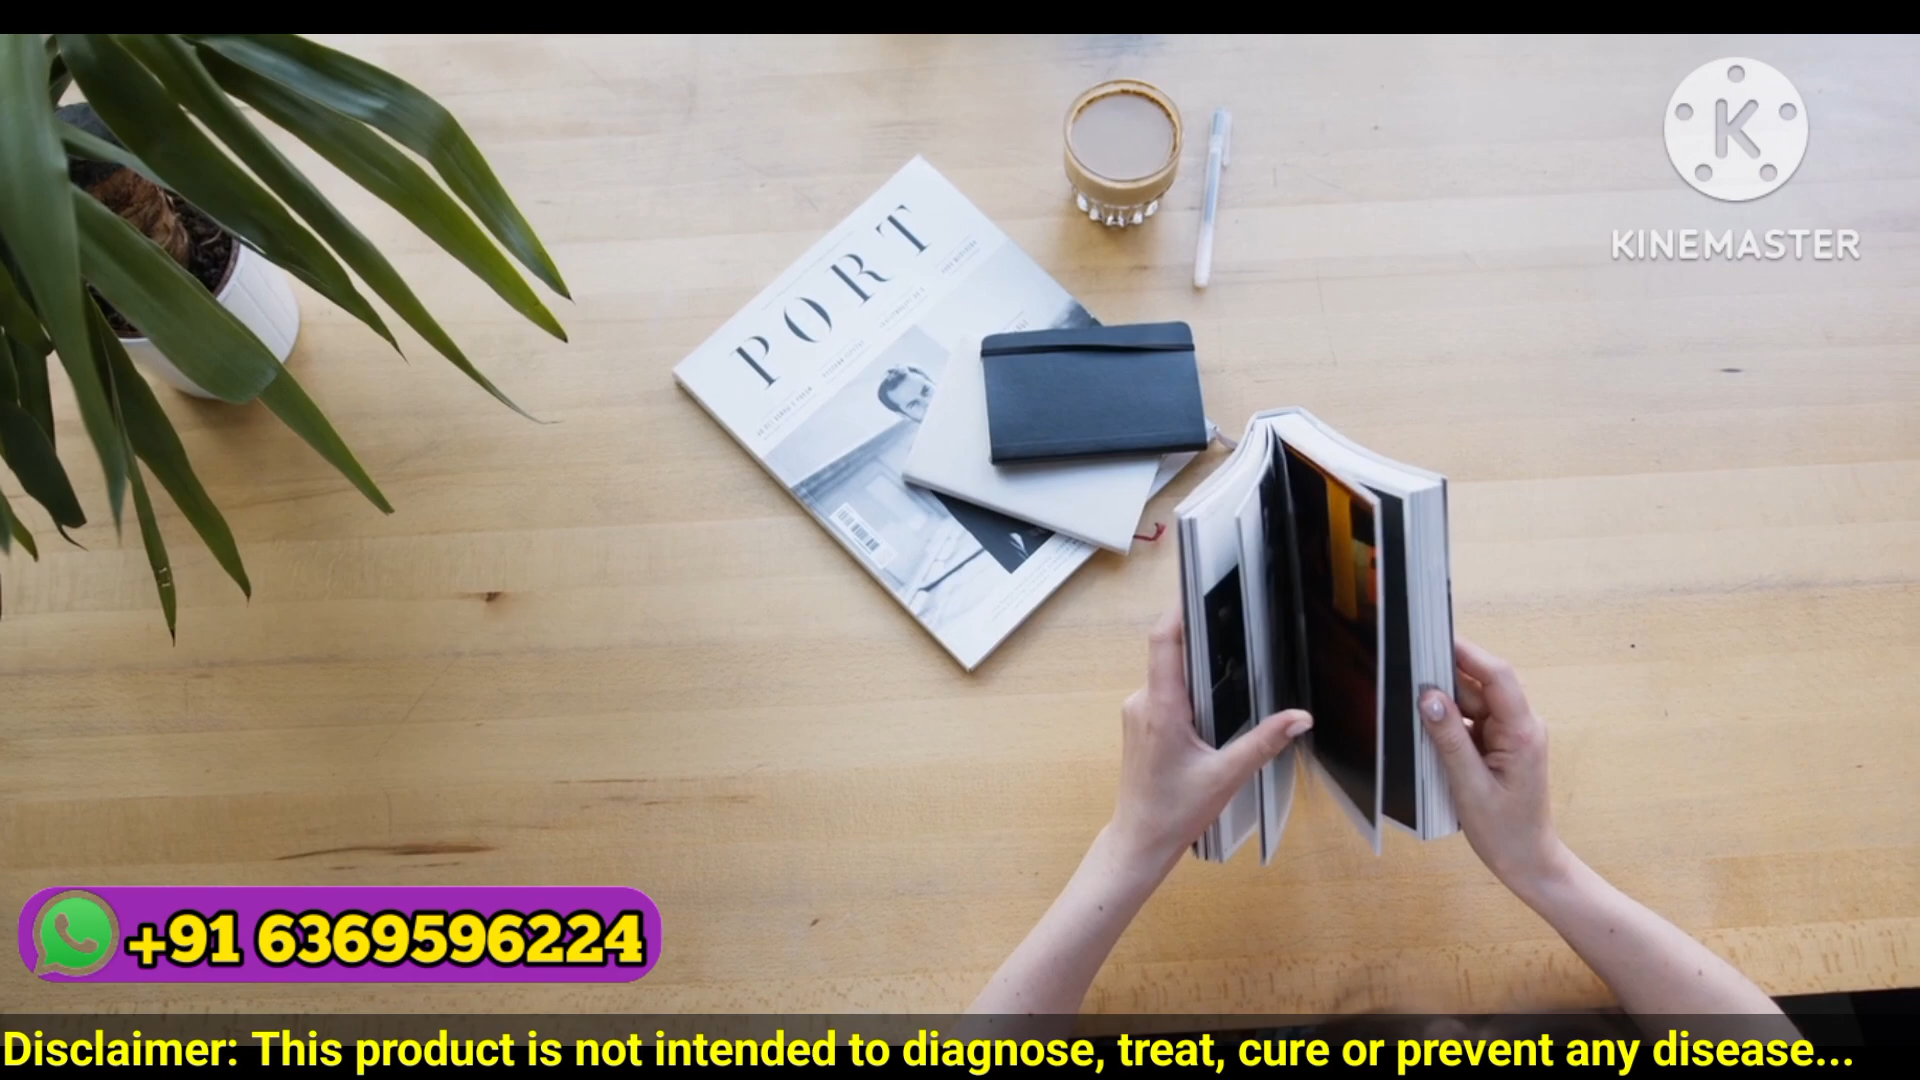 KINEMASTER
PORT
+91 6369596224
Disclaimer: This product is not intended to diagnose, treat, cure or prevent any disease...